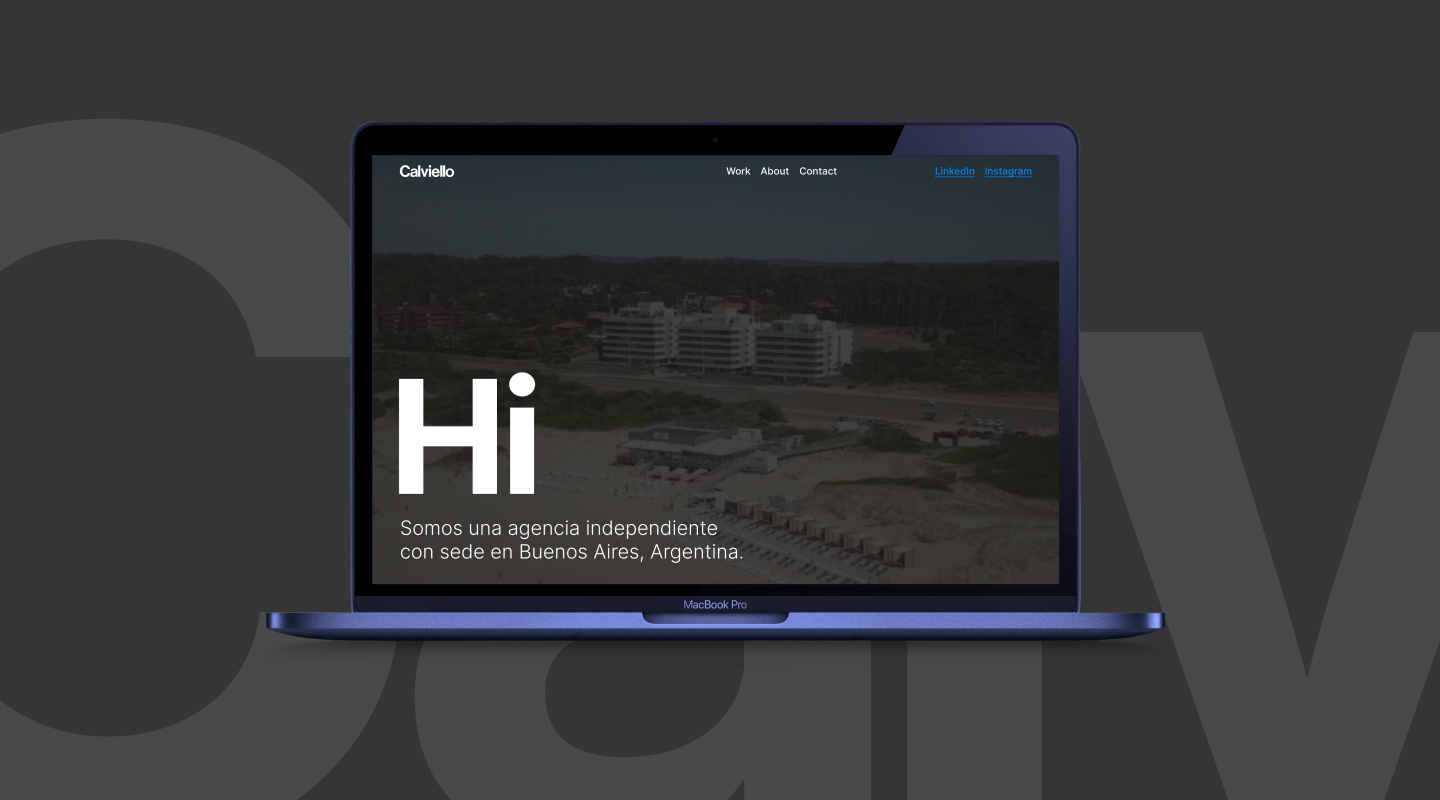 Calviello
Work About Contact
LinkedIn Instagram
Hi
Somos una agencia independiente
con sede en Buenos Aires, Argentina.
MacBook Pro
Calv